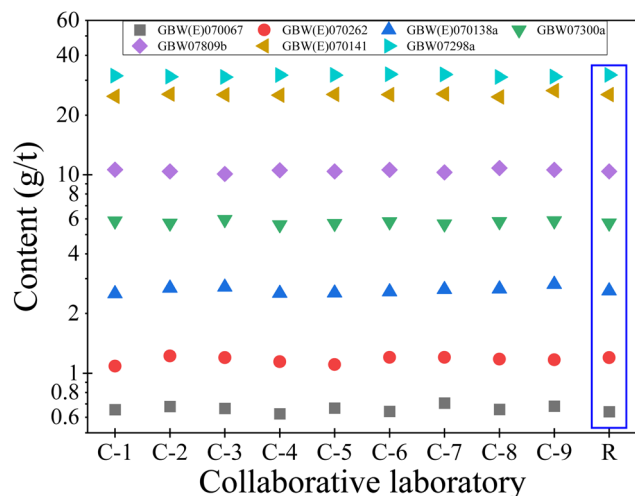 GBW(E)070067 GBW(E)070262 GBW(E)070138a GBW07300a
GBW07809b GBW(E)070141 GBW07298a
60
20
10
8
6
4
2
1
0.8
0.6
Content (g/t)
C-1 C-2 C-3 C-4 C-5 C-6 C-7 C-8 C-9 R
Collaborative laboratory